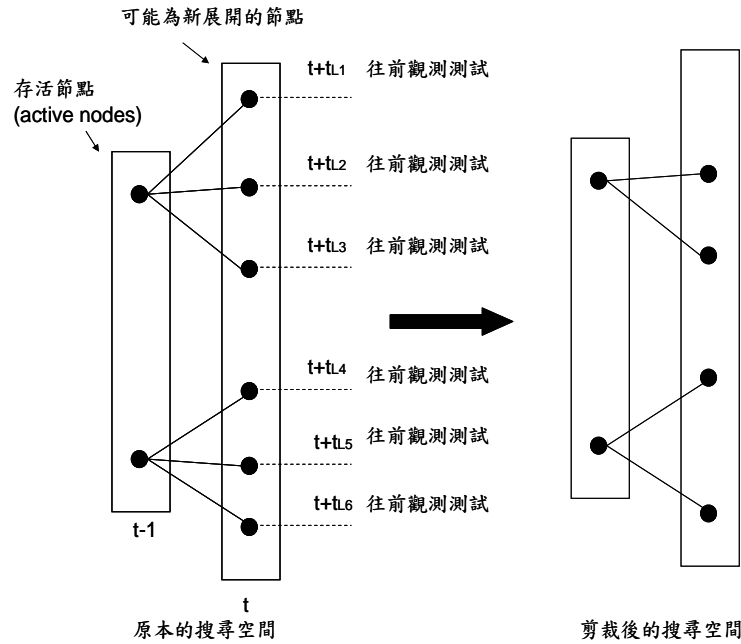 可能為新展開的節點
存活節點
(active nodes)
t+tL1 往前觀測測試
t+tL2 往前觀測測試
t+tL3 往前觀測測試
t+tL4 往前觀測測試
t+tL5 往前觀測測試
t+tL6 往前觀測測試
t-1
t
原本的搜尋空間
剪裁後的搜尋空間